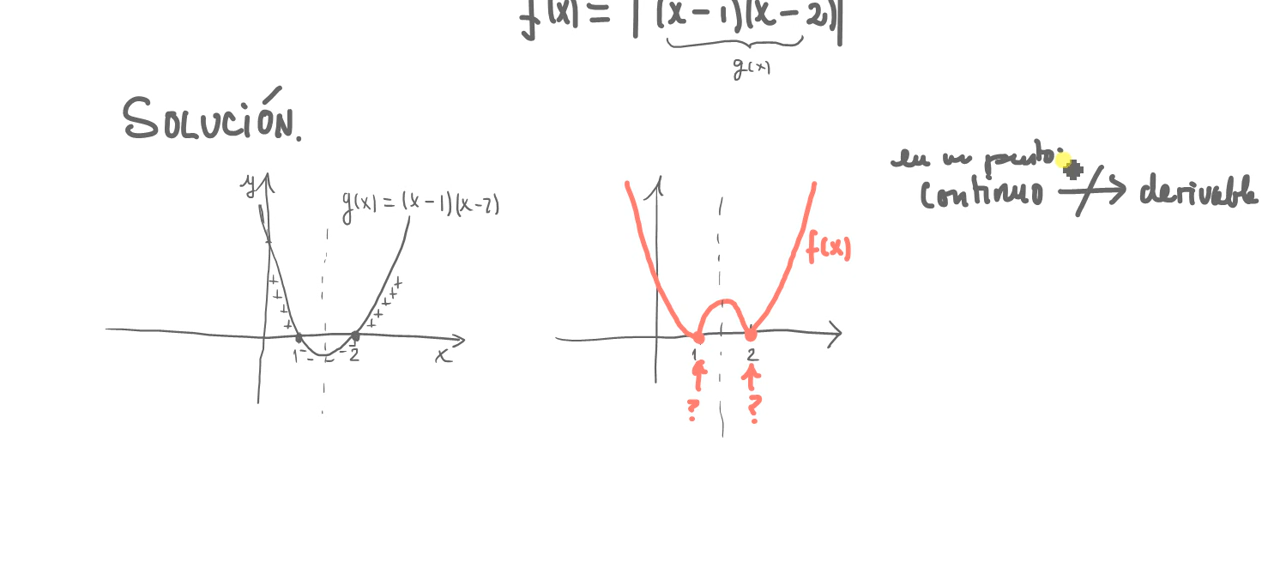 f(x) = |(x-1)(x-2)|
g(x)
SOLUCIÓN.
en un punto:
continuo ⇸ derivable
y
g(x) = (x-1)(x-2)
x
1
2
f(x)
1
2
?
?